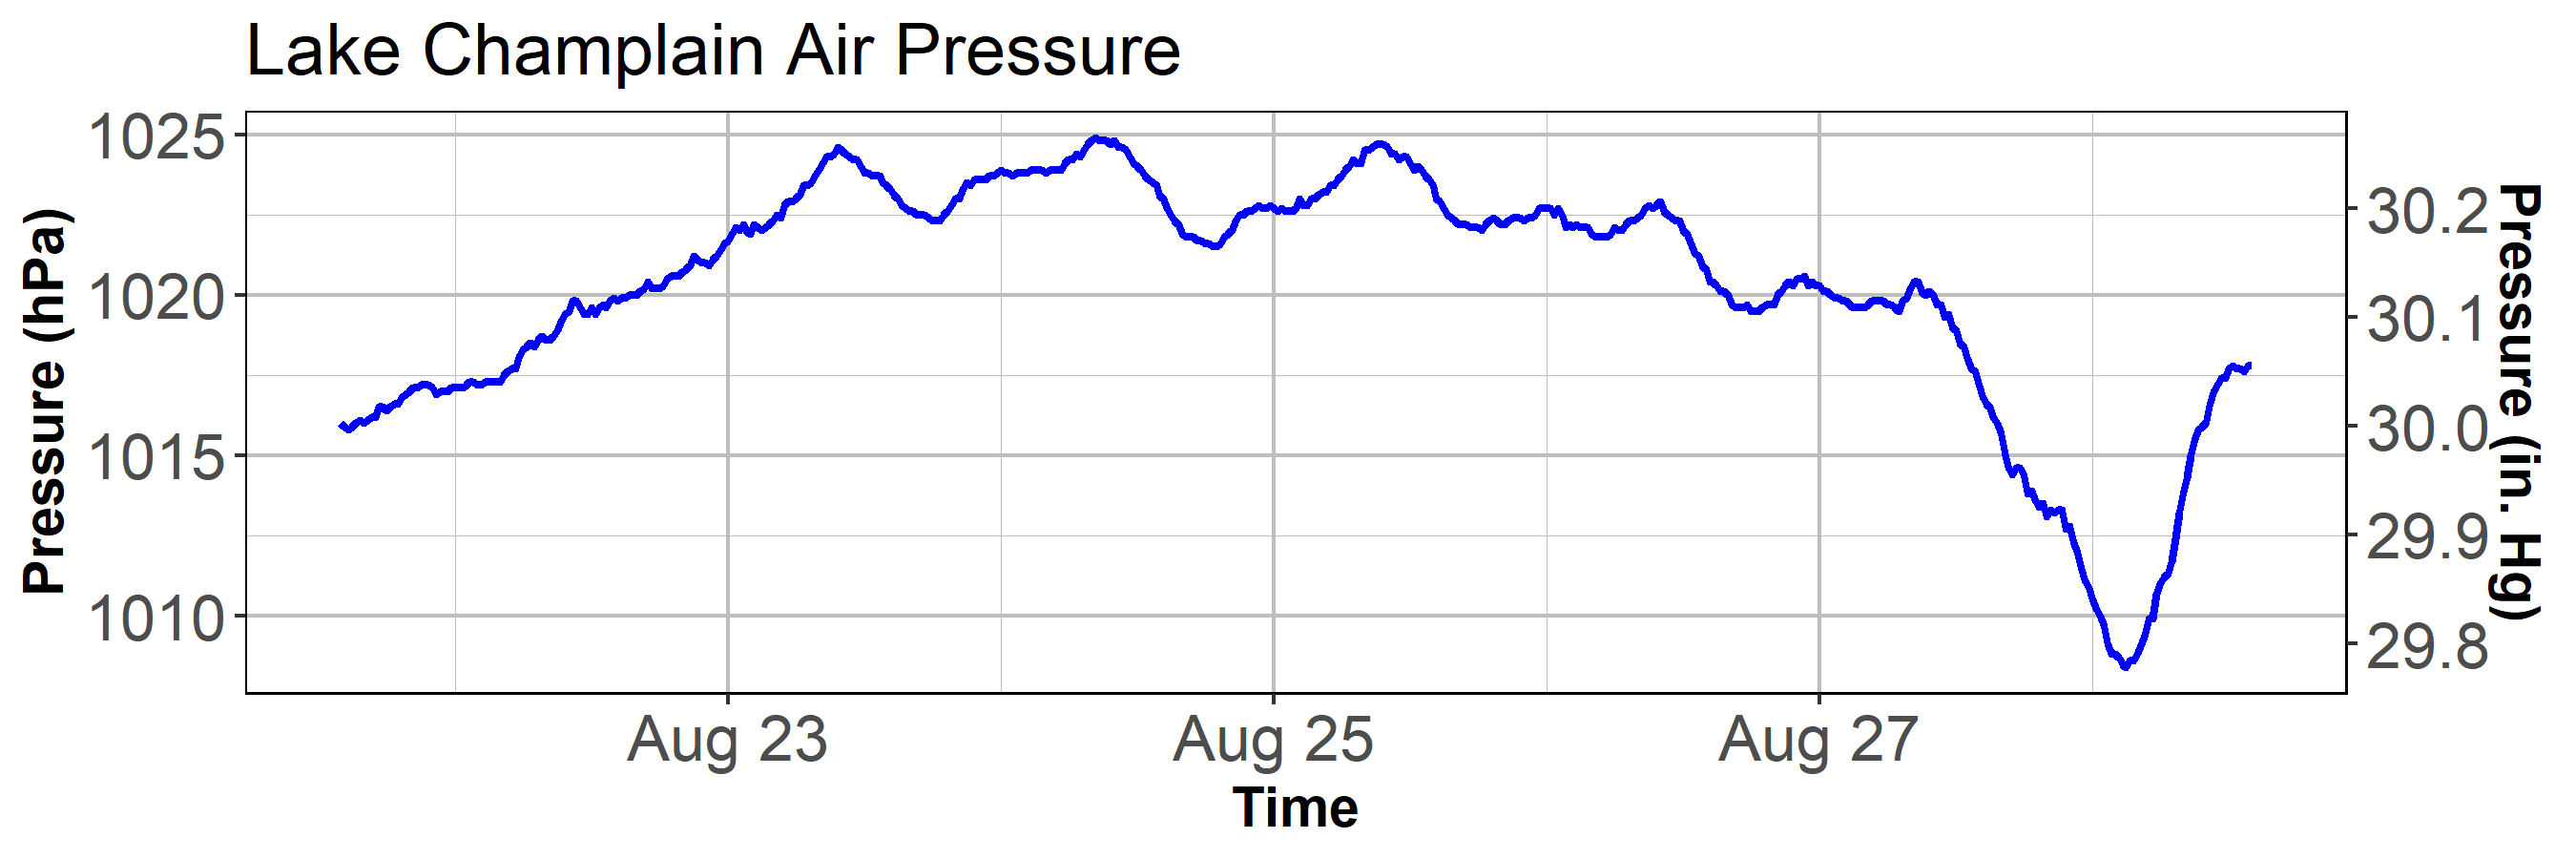 Lake Champlain Air Pressure
Pressure (hPa)
1025
1020
1015
1010
30.2
30.1
30.0
29.9
29.8
Pressure (in. Hg)
Aug 23
Aug 25
Aug 27
Time